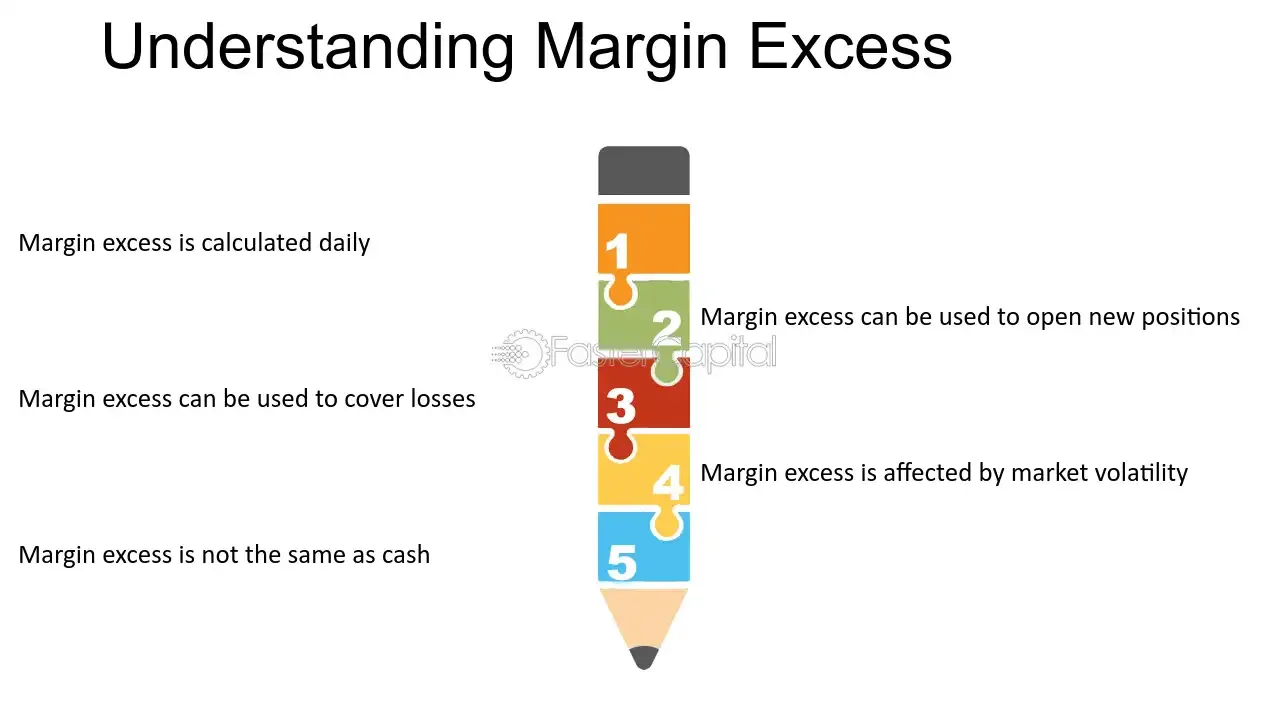 Understanding Margin Excess
Margin excess is calculated daily
1
2
Margin excess can be used to open new positions
FasterCapital
Margin excess can be used to cover losses
3
4
Margin excess is affected by market volatility
Margin excess is not the same as cash
5